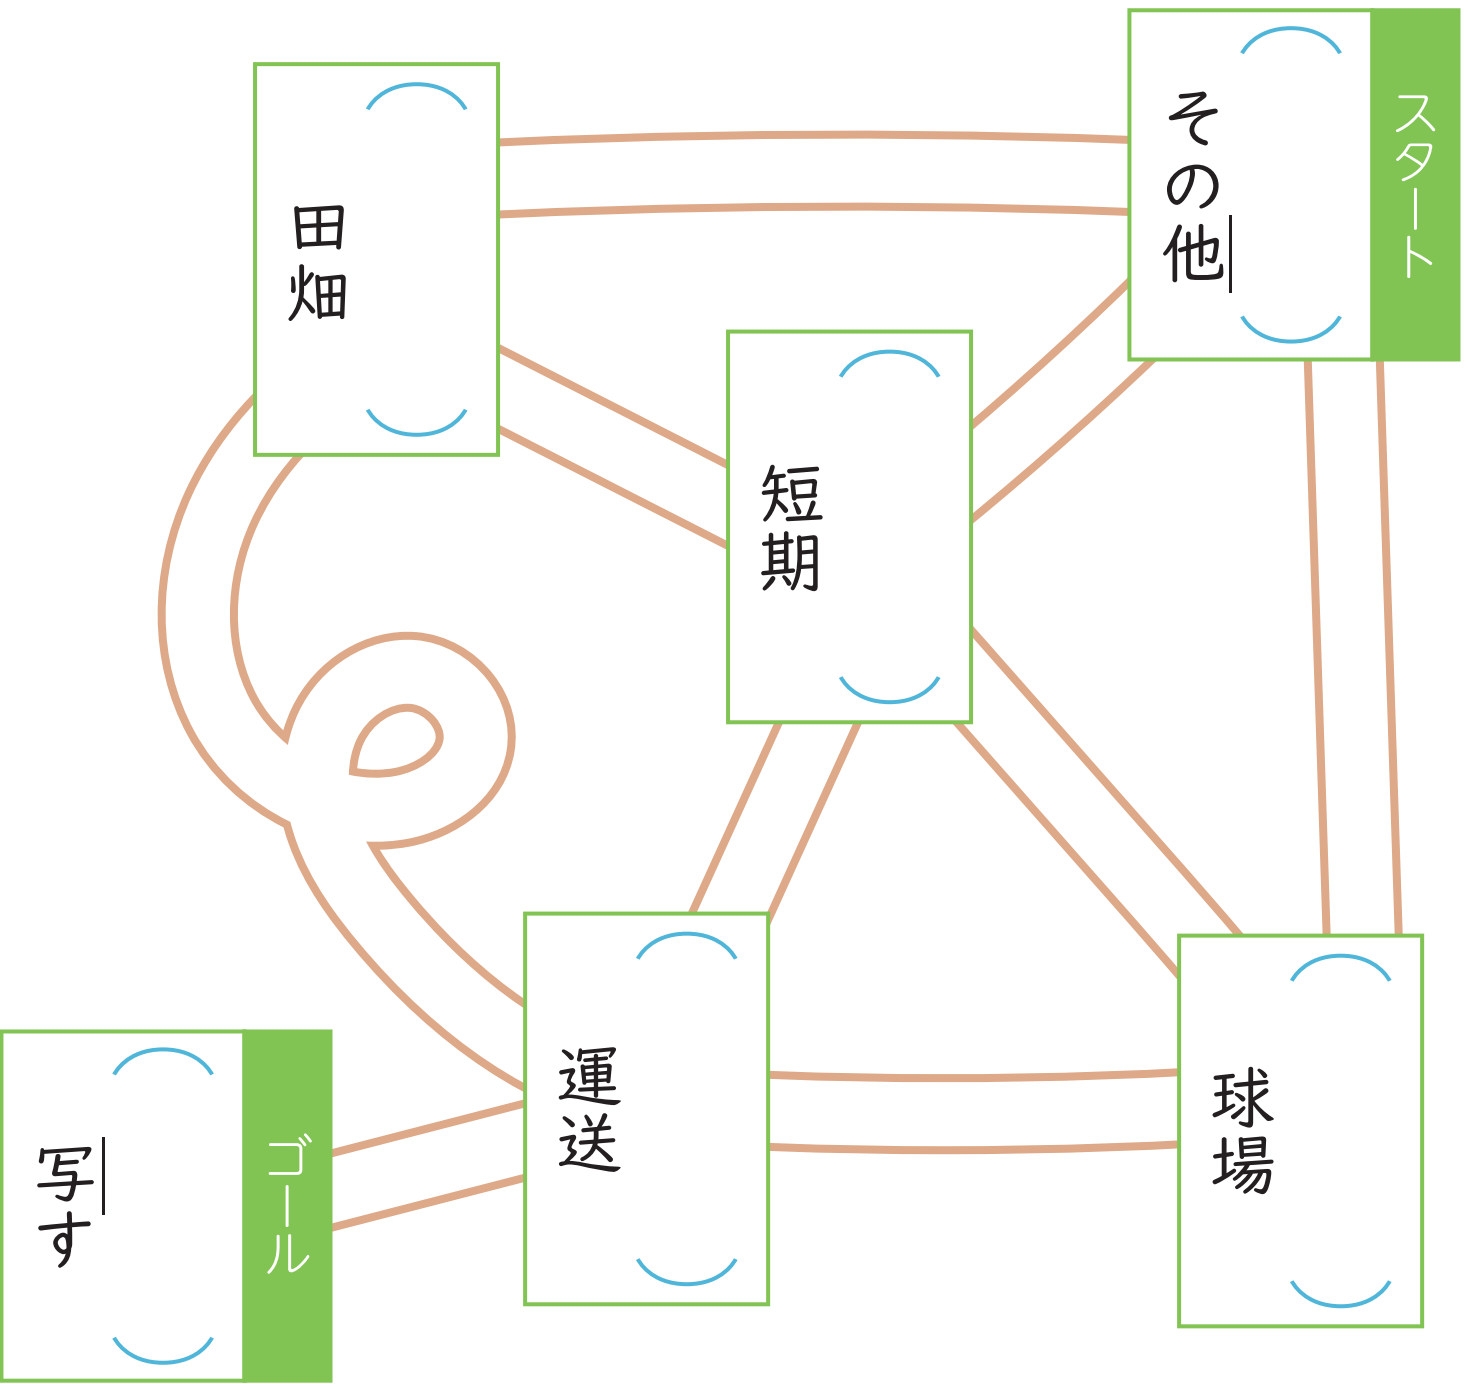 スタート
その他
田畑
短期
球場
運送
ゴール
写す